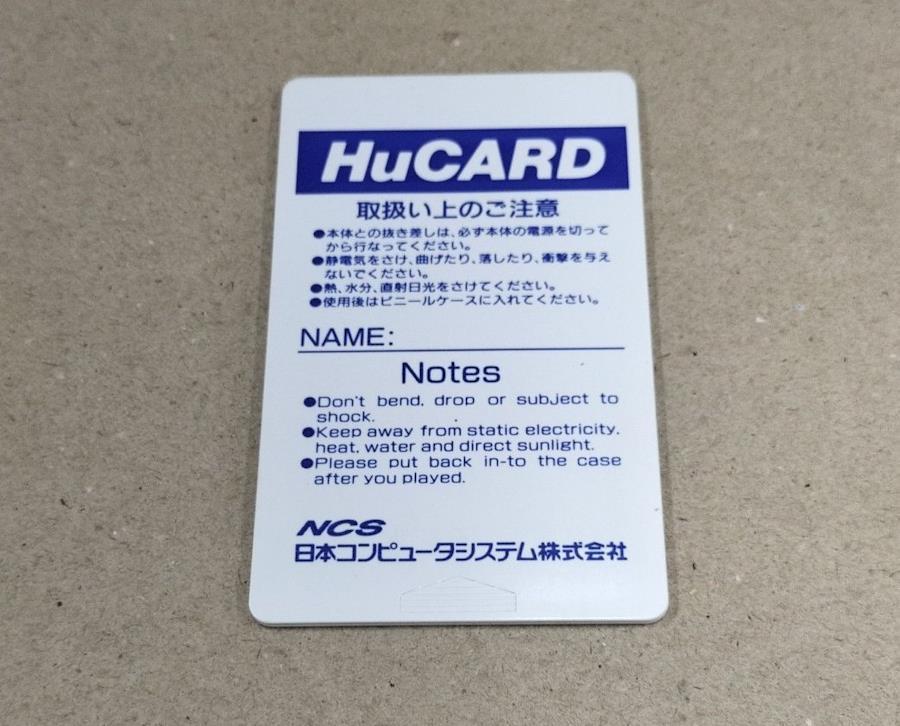 HuCARD
取扱い上のご注意
●本体との抜き差しは、必ず本体の電源を切って
から行なってください。
●静電気をさけ、曲げたり、落したり、衝撃を与え
ないでください。
●熱、水分、直射日光をさけてください。
●使用後はビニールケースに入れてください。
NAME:
Notes
●Don't bend, drop or subject to
shock.
●Keep away from static electricity,
heat, water and direct sunlight.
●Please put back in-to the case
after you played.
NCS
日本コンピュータシステム株式会社